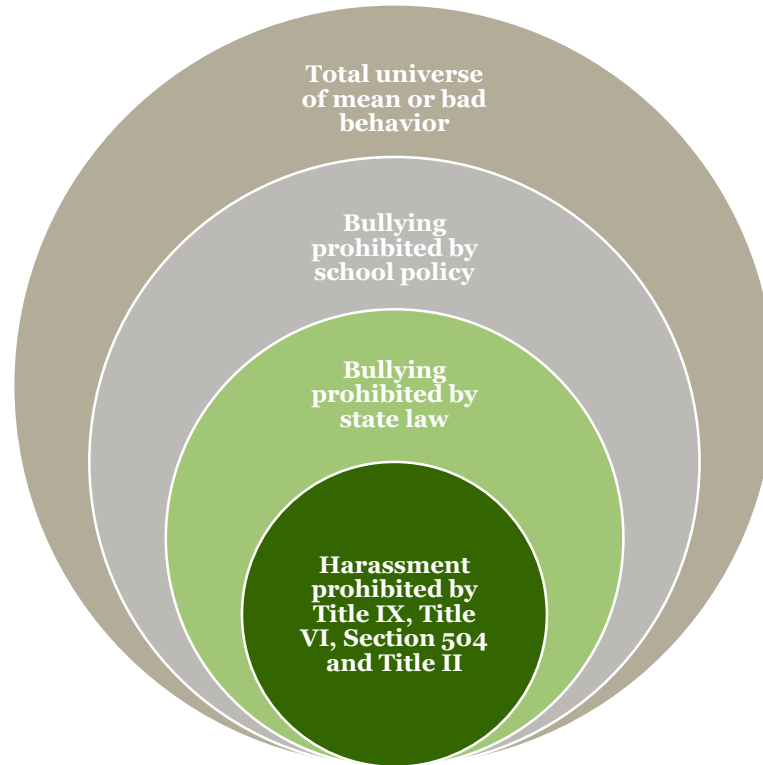 Total universe
of mean or bad
behavior
Bullying
prohibited by
school policy
Bullying
prohibited by
state law
Harassment
prohibited by
Title IX, Title
VI, Section 504
and Title II